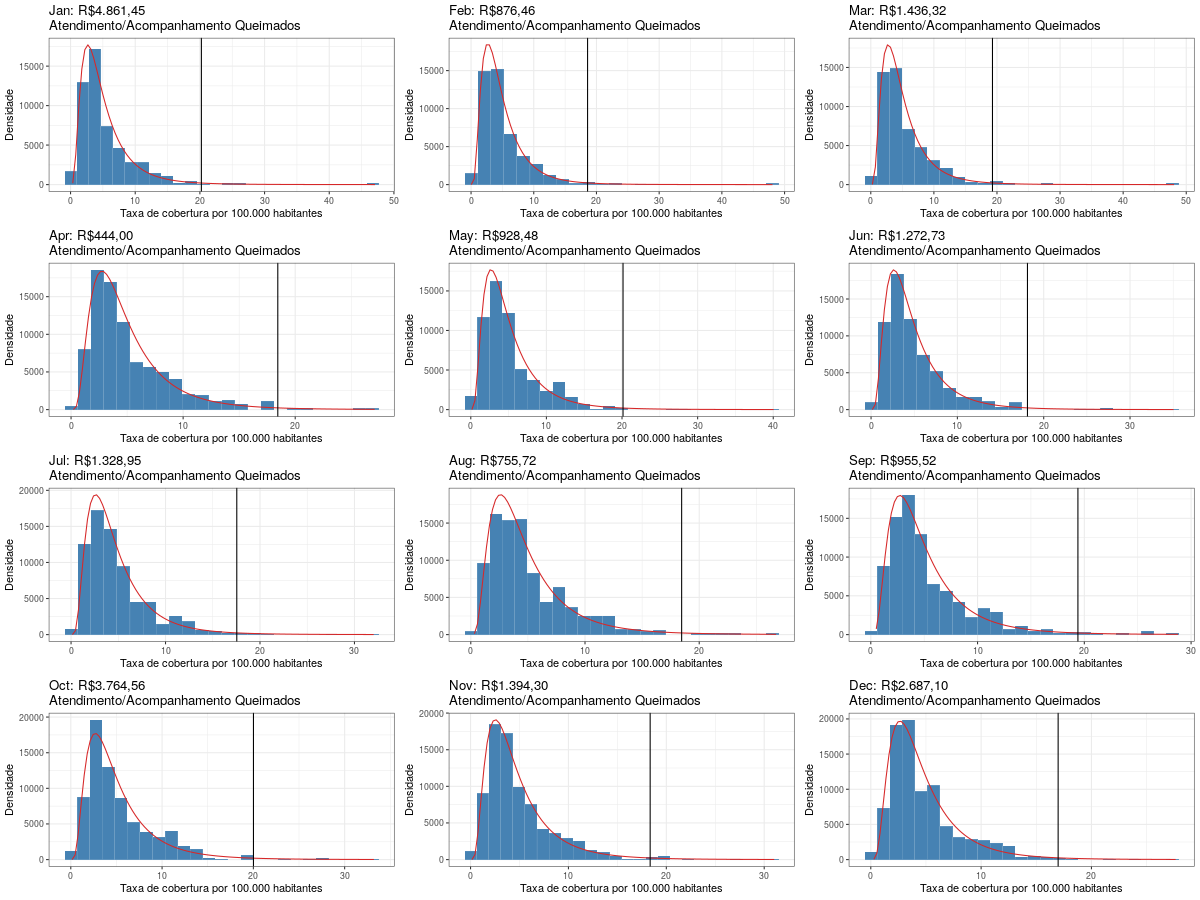 Jan: R$4.861,45
Atendimento/Acompanhamento Queimados
Densidade
15000
10000
5000
0
0 10 20 30 40 50
Taxa de cobertura por 100.000 habitantes
Feb: R$876,46
Atendimento/Acompanhamento Queimados
Densidade
15000
10000
5000
0
0 10 20 30 40 50
Taxa de cobertura por 100.000 habitantes
Mar: R$1.436,32
Atendimento/Acompanhamento Queimados
Densidade
15000
10000
5000
0
0 10 20 30 40 50
Taxa de cobertura por 100.000 habitantes
Apr: R$444,00
Atendimento/Acompanhamento Queimados
Densidade
15000
10000
5000
0
0 10 20
Taxa de cobertura por 100.000 habitantes
May: R$928,48
Atendimento/Acompanhamento Queimados
Densidade
15000
10000
5000
0
0 10 20 30 40
Taxa de cobertura por 100.000 habitantes
Jun: R$1.272,73
Atendimento/Acompanhamento Queimados
Densidade
15000
10000
5000
0
0 10 20 30
Taxa de cobertura por 100.000 habitantes
Jul: R$1.328,95
Atendimento/Acompanhamento Queimados
Densidade
20000
15000
10000
5000
0
0 10 20 30
Taxa de cobertura por 100.000 habitantes
Aug: R$755,72
Atendimento/Acompanhamento Queimados
Densidade
15000
10000
5000
0
0 10 20
Taxa de cobertura por 100.000 habitantes
Sep: R$955,52
Atendimento/Acompanhamento Queimados
Densidade
15000
10000
5000
0
0 10 20 30
Taxa de cobertura por 100.000 habitantes
Oct: R$3.764,56
Atendimento/Acompanhamento Queimados
Densidade
20000
15000
10000
5000
0
0 10 20 30
Taxa de cobertura por 100.000 habitantes
Nov: R$1.394,30
Atendimento/Acompanhamento Queimados
Densidade
20000
15000
10000
5000
0
0 10 20 30
Taxa de cobertura por 100.000 habitantes
Dec: R$2.687,10
Atendimento/Acompanhamento Queimados
Densidade
20000
15000
10000
5000
0
0 10 20
Taxa de cobertura por 100.000 habitantes